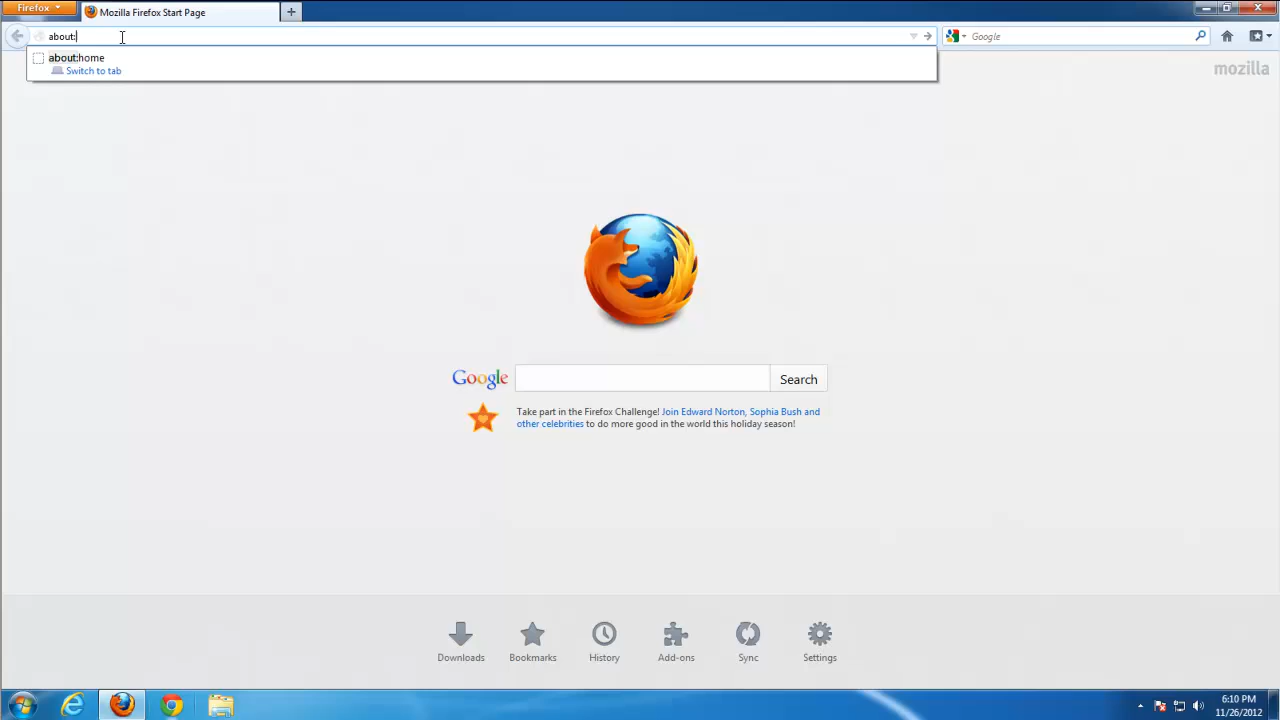 Firefox
Mozilla Firefox Start Page
about:
Google
about:home
Switch to tab
mozilla
Google
Search
Take part in the Firefox Challenge! Join Edward Norton, Sophia Bush and
other celebrities to do more good in the world this holiday season!
Downloads
Bookmarks
History
Add-ons
Sync
Settings
6:10 PM
11/26/2012